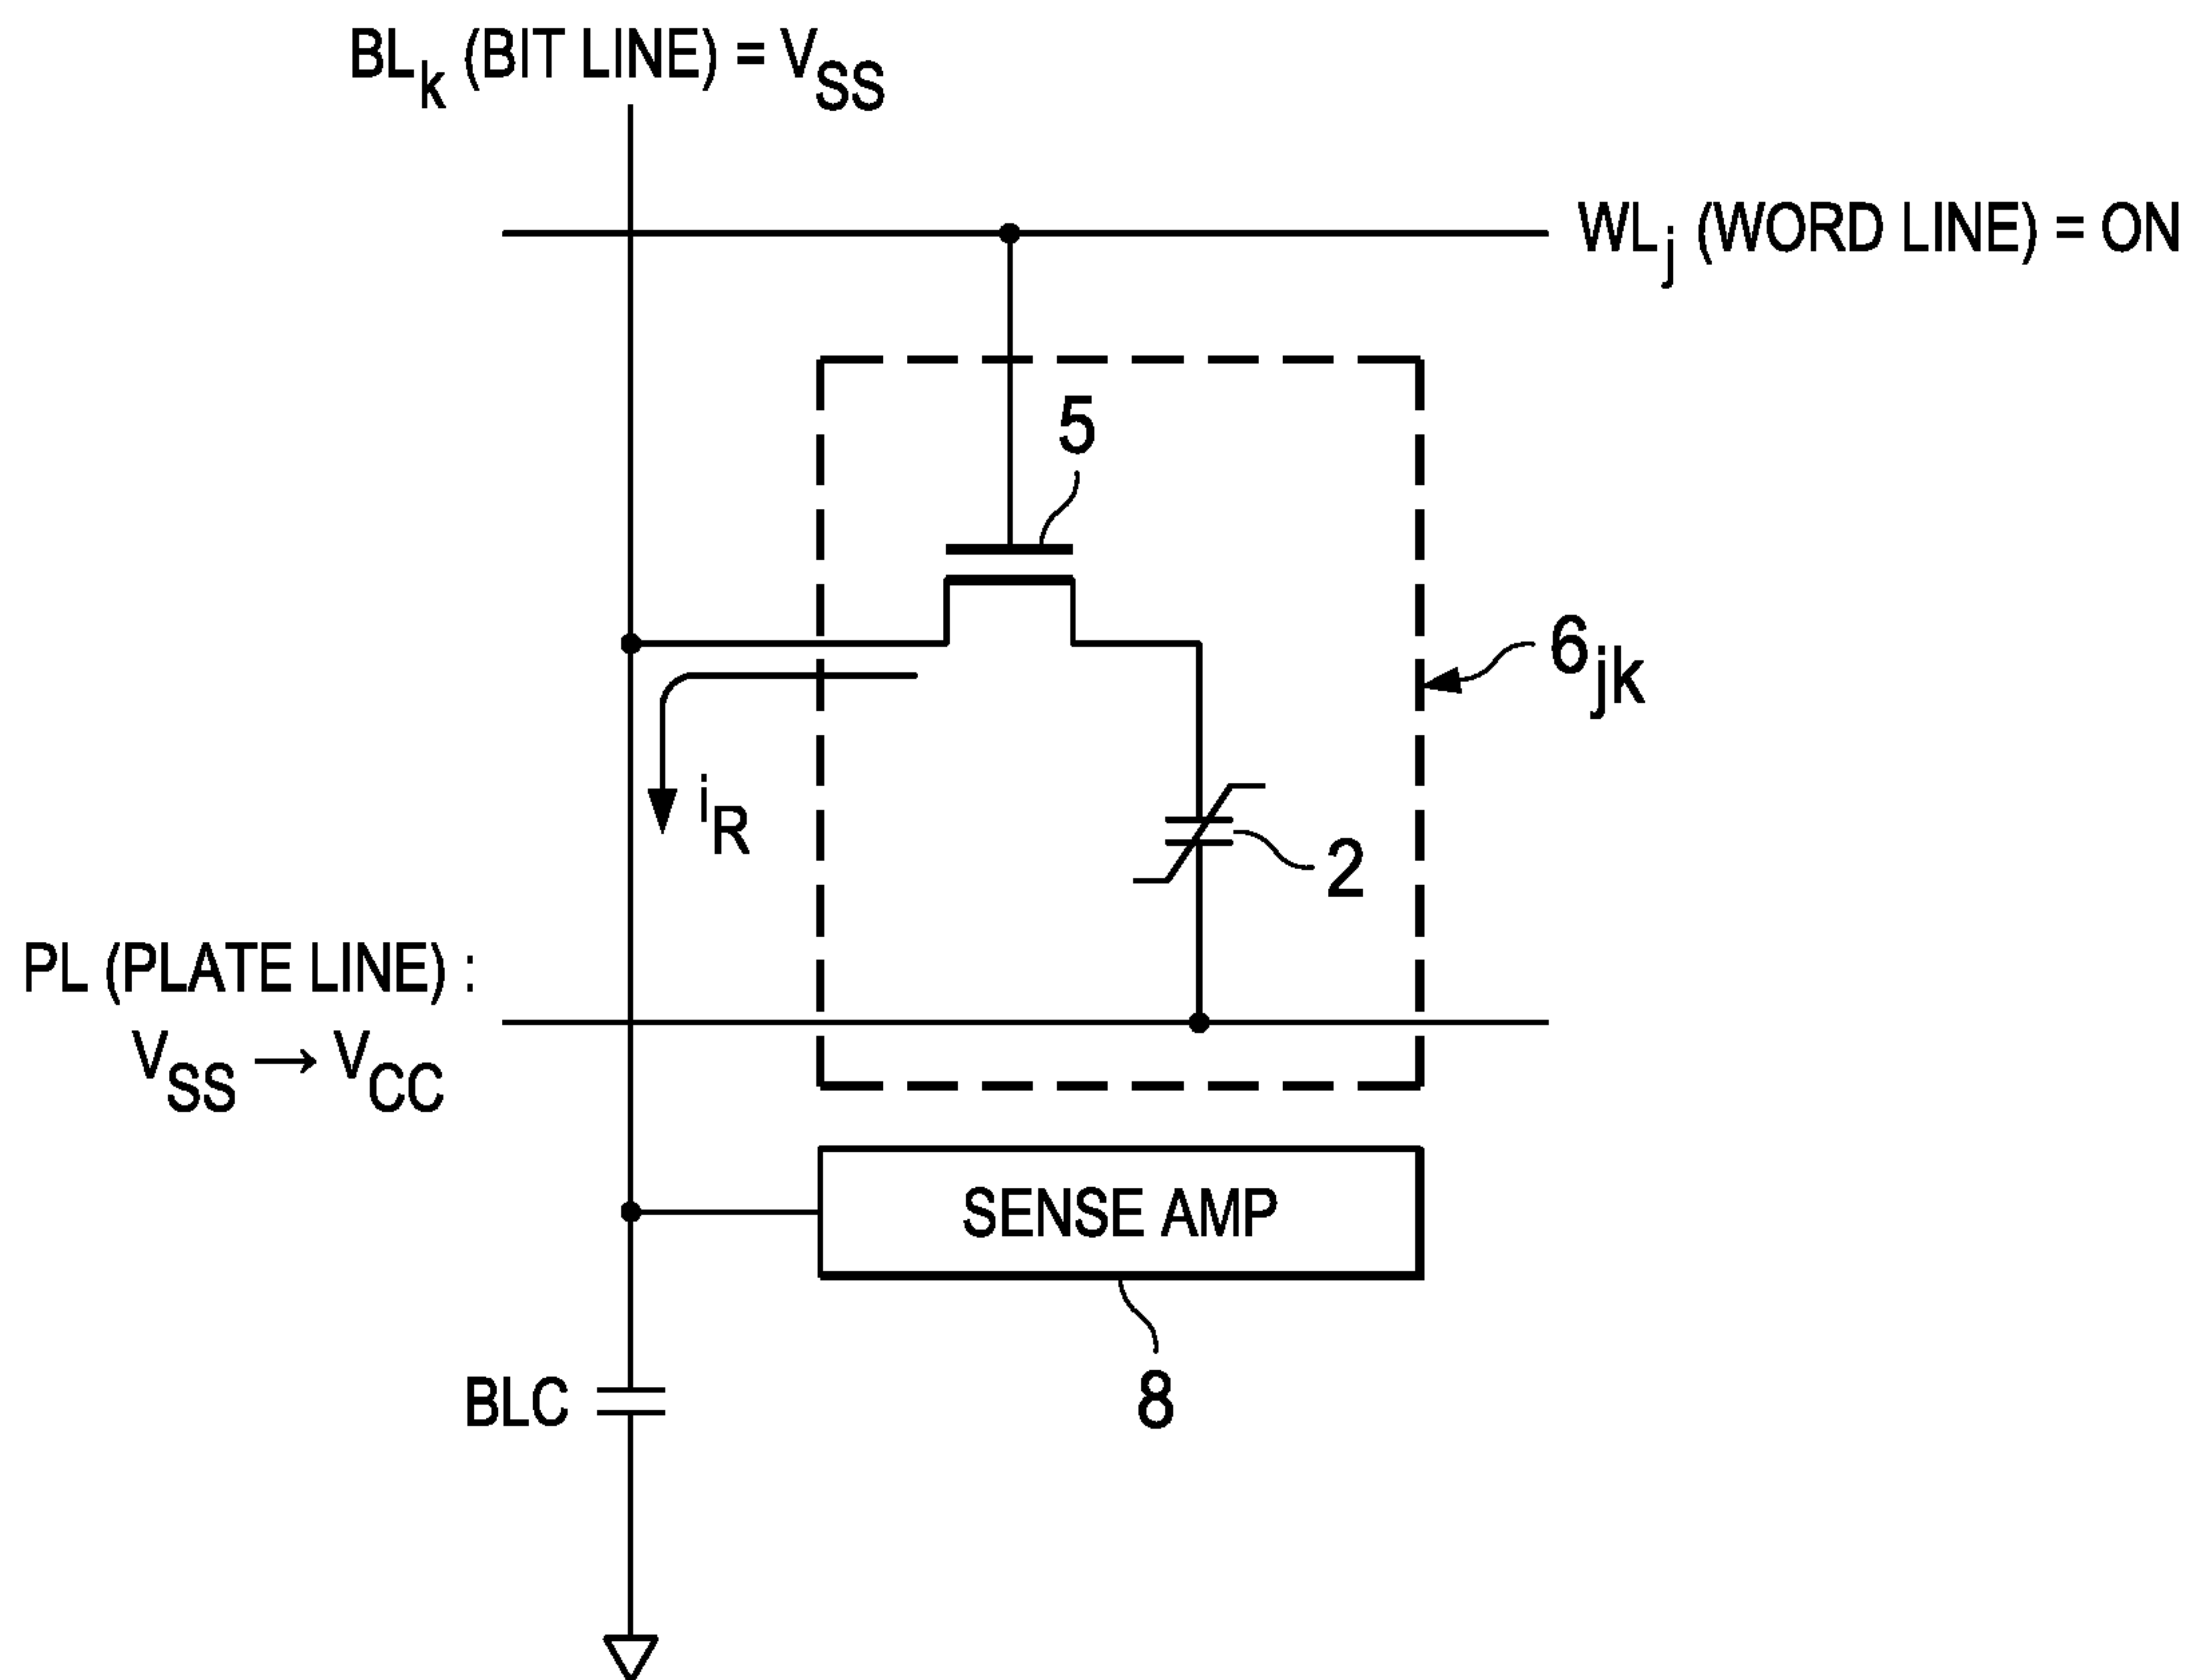 BLk (BIT LINE) = VSS
WLj (WORD LINE) = ON
5
6jk
iR
2
PL (PLATE LINE) :
VSS → VCC
SENSE AMP
8
BLC